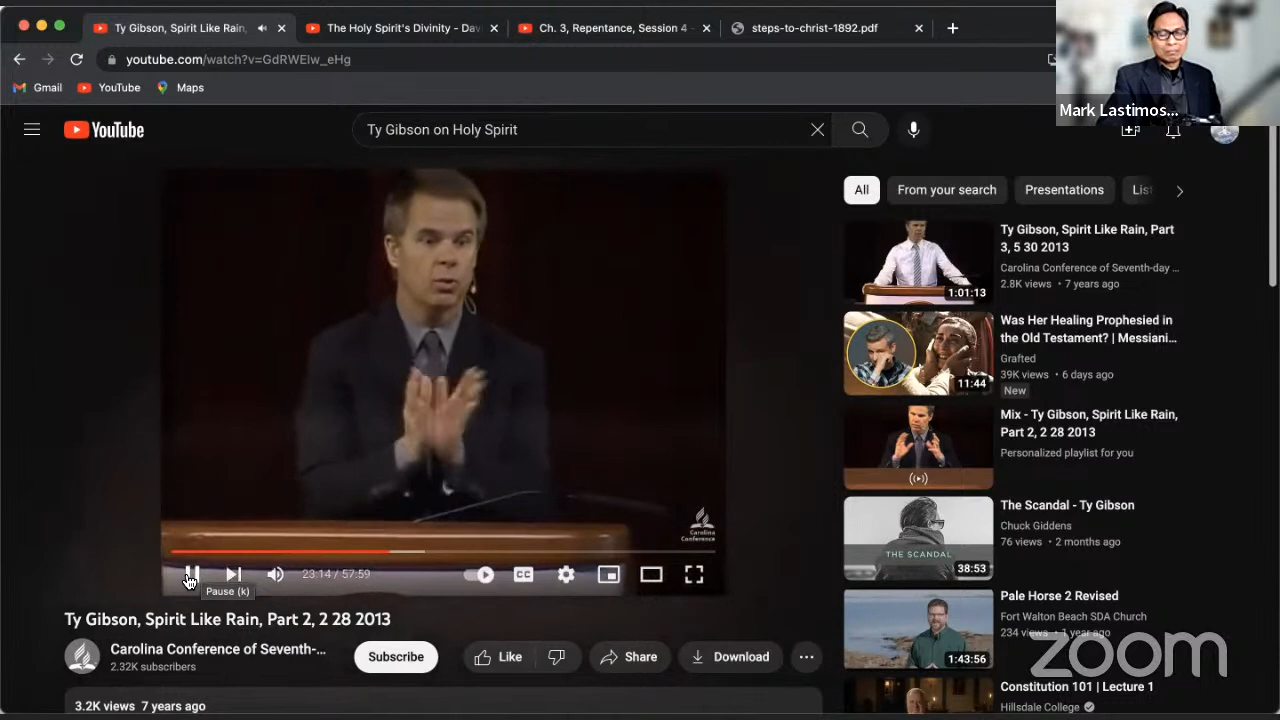 Ty Gibson, Spirit Like Rain,
The Holy Spirit's Divinity - Da
Ch. 3, Repentance, Session 4 -
steps-to-christ-1892.pdf
youtube.com/watch?v=GdRWEIw_eHg
Gmail
YouTube
Maps
Mark Lastimos...
YouTube
Ty Gibson on Holy Spirit
All
From your search
Presentations
Ty Gibson, Spirit Like Rain, Part
3, 5 30 2013
Carolina Conference of Seventh-day ...
2.8K views • 7 years ago
1:01:13
Was Her Healing Prophesied in
the Old Testament? | Messiani...
Grafted
39K views • 6 days ago
New
11:44
Mix - Ty Gibson, Spirit Like Rain,
Part 2, 2 28 2013
Personalized playlist for you
The Scandal - Ty Gibson
Chuck Giddens
76 views • 2 months ago
THE SCANDAL
38:53
Pale Horse 2 Revised
Fort Walton Beach SDA Church
234 views • 1 year ago
1:43:56
Constitution 101 | Lecture 1
Hillsdale College
Carolina
Conference
23:14 / 57:59
CC
Pause (k)
Ty Gibson, Spirit Like Rain, Part 2, 2 28 2013
Carolina Conference of Seventh-...
2.32K subscribers
Subscribe
Like
Share
Download
3.2K views 7 years ago
zoom